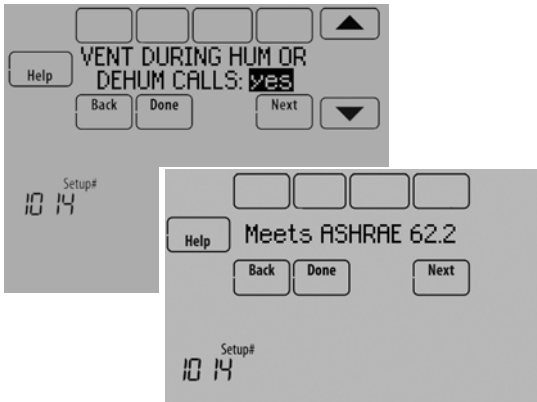 VENT DURING HUM OR
Help
DEHUM CALLS: yes
Back Done Next
Setup#
10 14
Help
Meets ASHRAE 62.2
Back Done Next
Setup#
10 14